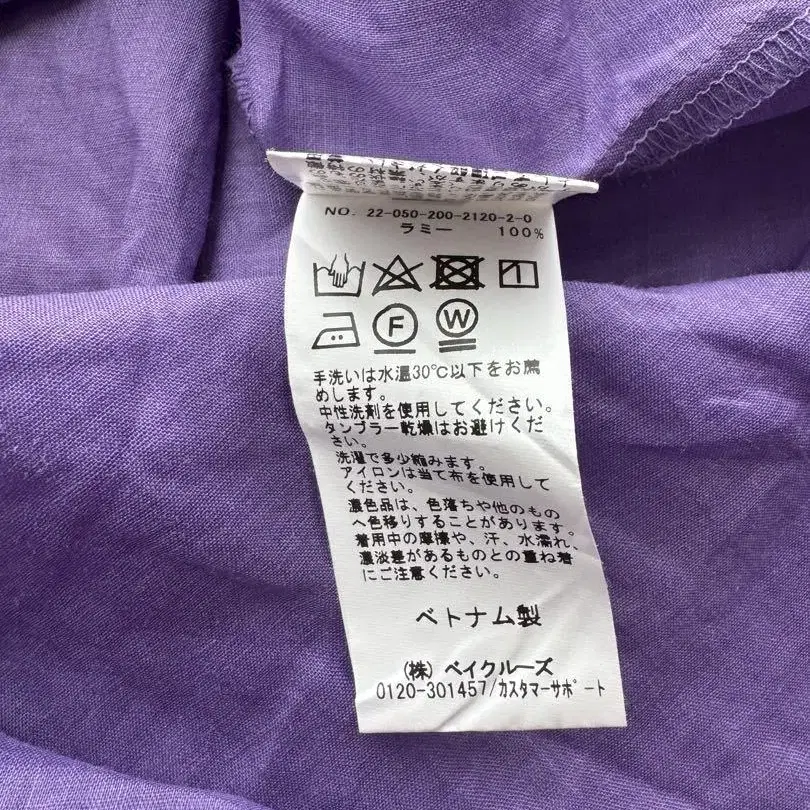 NO. 22-050-200-2120-2-0
ラミー 100%
F W
手洗いは水温30℃以下をお薦
めします。
中性洗剤を使用してください。
タンブラー乾燥はお避けくだ
さい。
洗濯で多少縮みます。
アイロンは当て布を使用して
ください。
濃色品は、色落ちや他のもの
へ色移りすることがあります。
着用中の摩擦や、汗、水濡れ、
濃淡差があるものとの重ね着
にご注意ください。
ベトナム製
(株) ベイクルーズ
0120-301457/カスタマーサポート